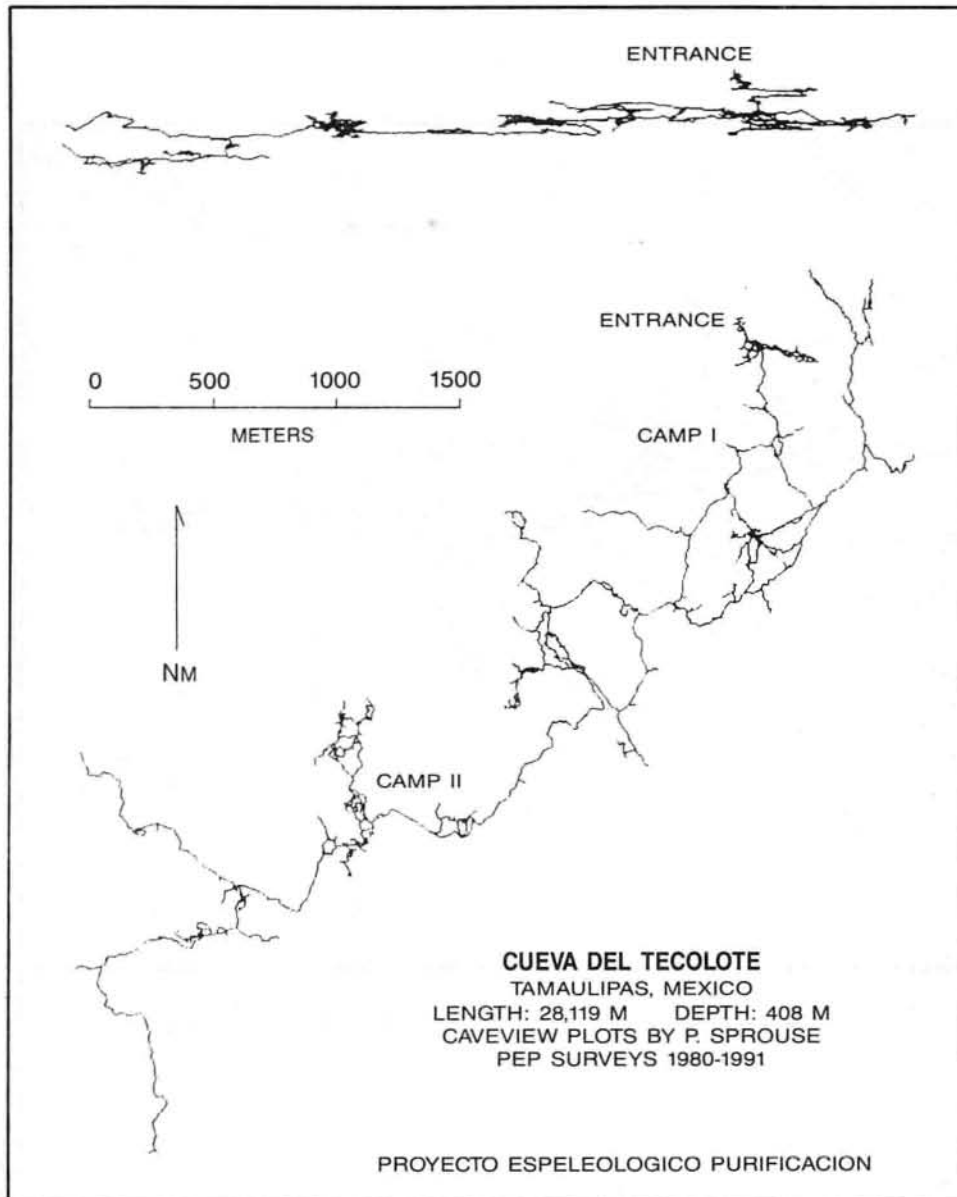 ENTRANCE
ENTRANCE
0 500 1000 1500
METERS
CAMP I
NM
CAMP II
CUEVA DEL TECOLOTE
TAMAULIPAS, MEXICO
LENGTH: 28,119 M DEPTH: 408 M
CAVEVIEW PLOTS BY P. SPROUSE
PEP SURVEYS 1980-1991
PROYECTO ESPELEOLOGICO PURIFICACION